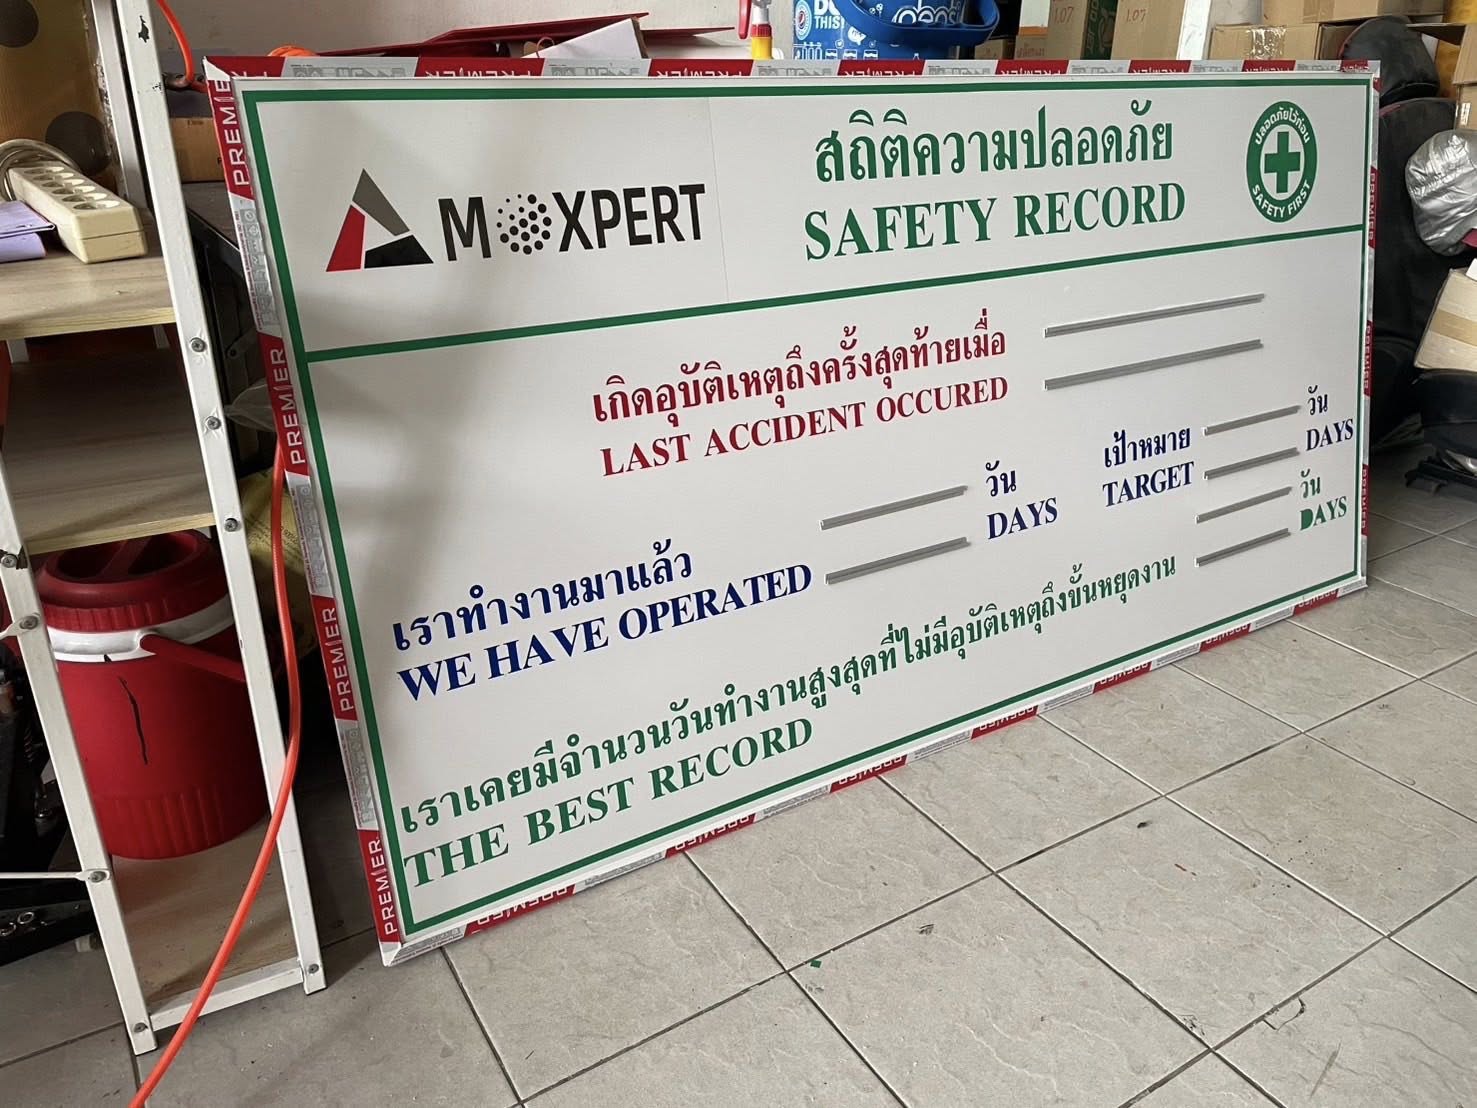 PREMIER
MOXPERT
สถิติความปลอดภัย
SAFETY RECORD
ปลอดภัยไว้ก่อน
SAFETY FIRST
เกิดอุบัติเหตุถึงครั้งสุดท้ายเมื่อ
LAST ACCIDENT OCCURED
เราทำงานมาแล้ว
WE HAVE OPERATED
วัน
DAYS
เป้าหมาย
TARGET
วัน
DAYS
เราเคยมีจำนวนวันทำงานสูงสุดที่ไม่มีอุบัติเหตุถึงขั้นหยุดงาน
THE BEST RECORD
วัน
DAYS
PREMIER
PREMIER
PREMIER
PREMIER
PREMIER
THIS
1.07
1.07